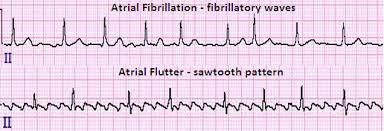 Atrial Fibrillation - fibrillatory waves
II
Atrial Flutter - sawtooth pattern
II